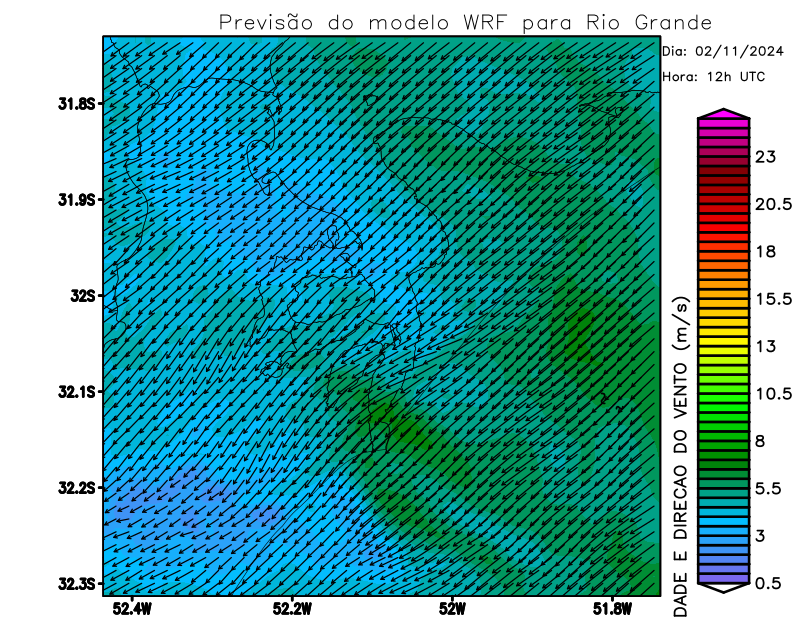 Previsão do modelo WRF para Rio Grande
Dia: 02/11/2024
Hora: 12h UTC
31.8S
31.9S
32S
32.1S
32.2S
32.3S
52.4W
52.2W
52W
51.8W
23
20.5
18
15.5
13
10.5
8
5.5
3
0.5
DADE E DIRECAO DO VENTO (m/s)